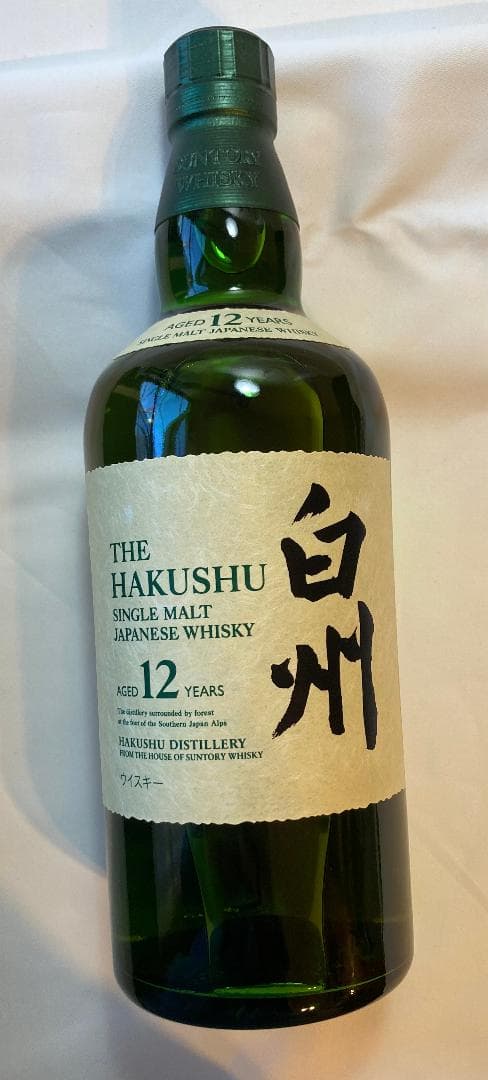 SUNTORY
WHISKY
AGED 12 YEARS
SINGLE MALT JAPANESE WHISKY
THE
HAKUSHU
SINGLE MALT
JAPANESE WHISKY
AGED 12 YEARS
The distillery surrounded by forest
at the foot of the Southern Japan Alps
HAKUSHU DISTILLERY
FROM THE HOUSE OF SUNTORY WHISKY
ウイスキー
白州